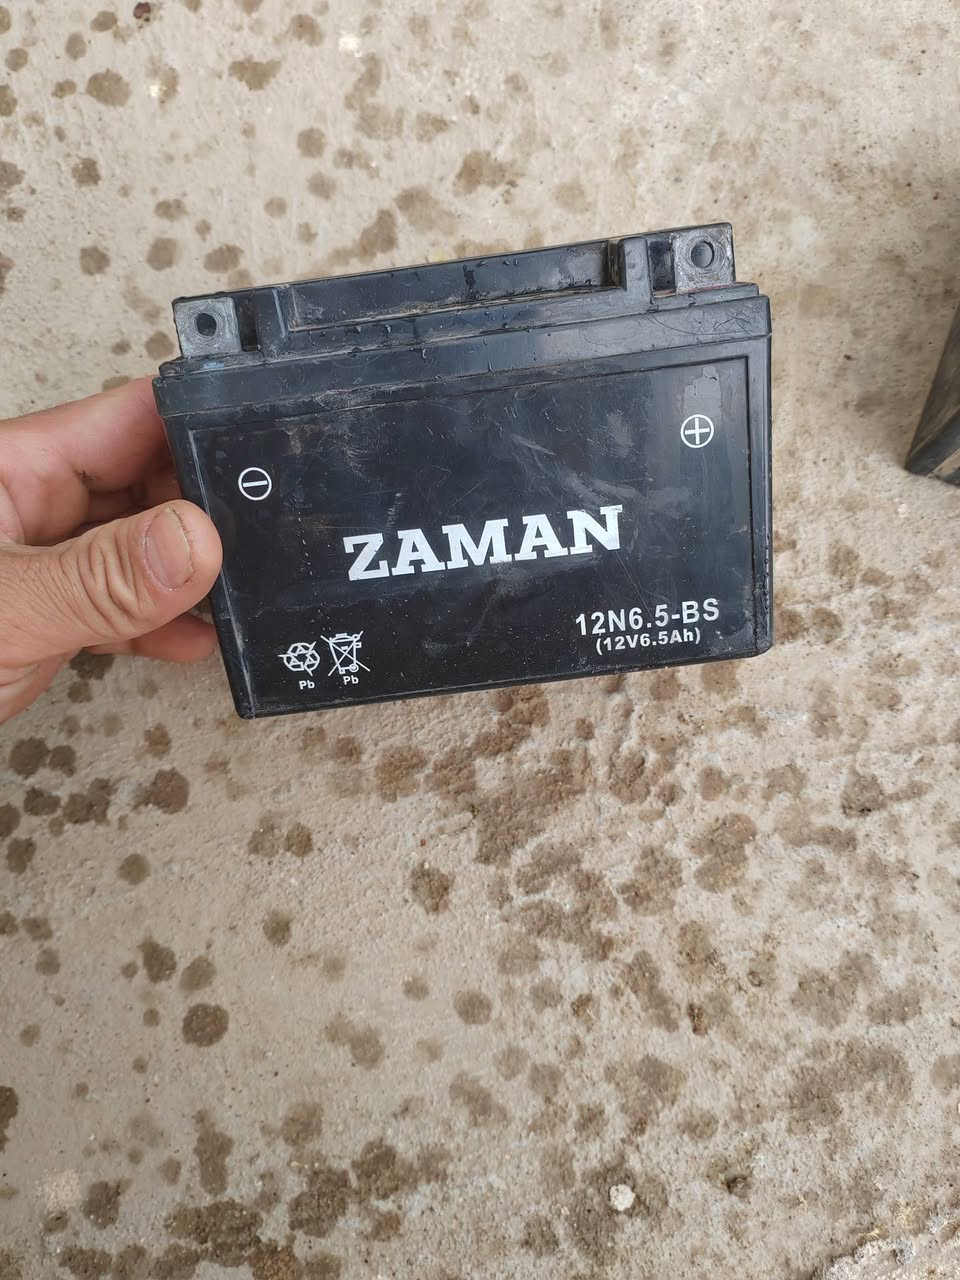 ZAMAN
12N6.5-BS
(12V6.5Ah)
Pb Pb